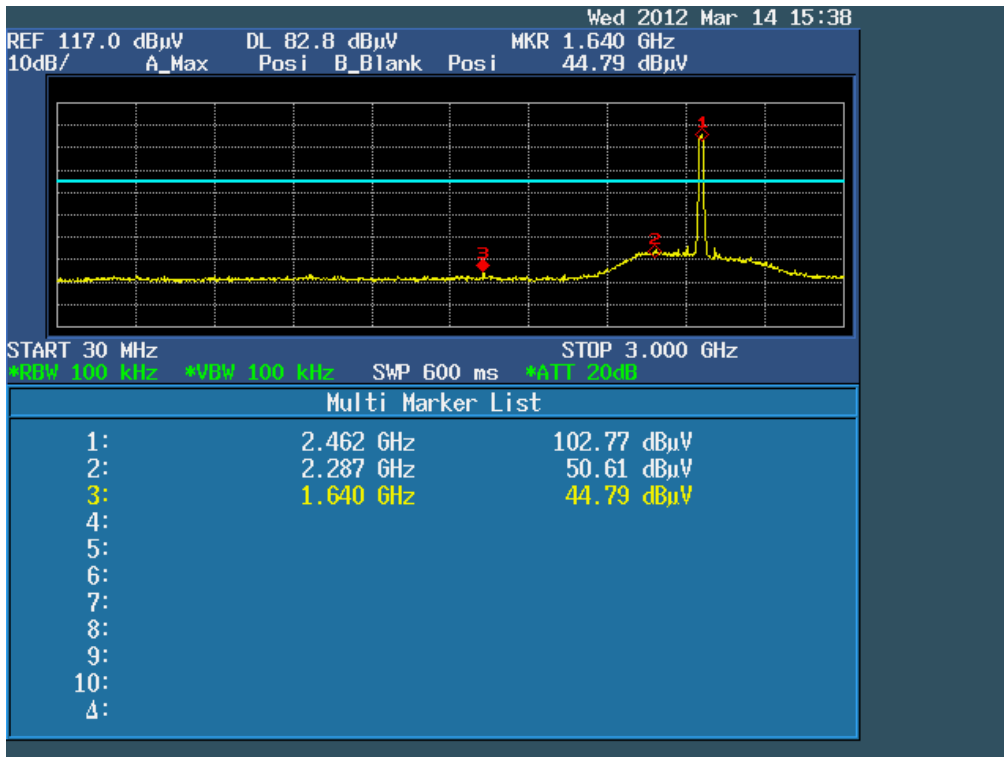 Wed 2012 Mar 14 15:38
REF 117.0 dBµV DL 82.8 dBµV MKR 1.640 GHz
10dB/ A_Max Posi B_Blank Posi 44.79 dBµV
1
2
3
START 30 MHz STOP 3.000 GHz
*RBW 100 kHz *VBW 100 kHz SWP 600 ms *ATT 20dB
Multi Marker List
1: 2.462 GHz 102.77 dBµV
2: 2.287 GHz 50.61 dBµV
3: 1.640 GHz 44.79 dBµV
4:
5:
6:
7:
8:
9:
10:
Δ: